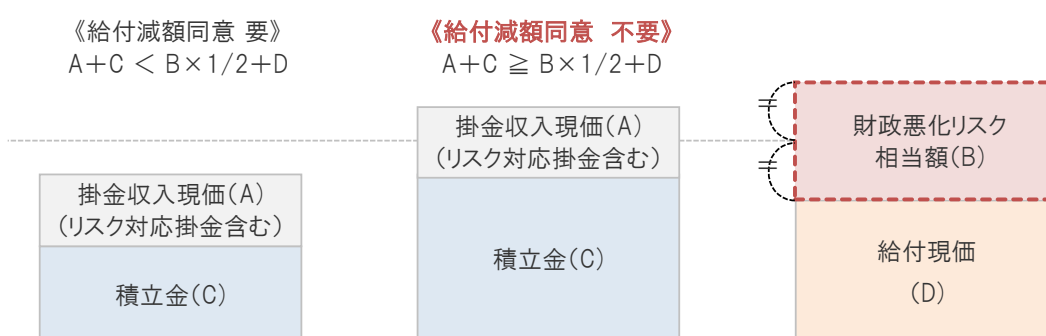 《給付減額同意 要》
A+C < B×1/2+D
《給付減額同意 不要》
A+C ≧ B×1/2+D
掛金収入現価(A)
(リスク対応掛金含む)
積立金(C)
掛金収入現価(A)
(リスク対応掛金含む)
積立金(C)
財政悪化リスク
相当額(B)
給付現価
(D)